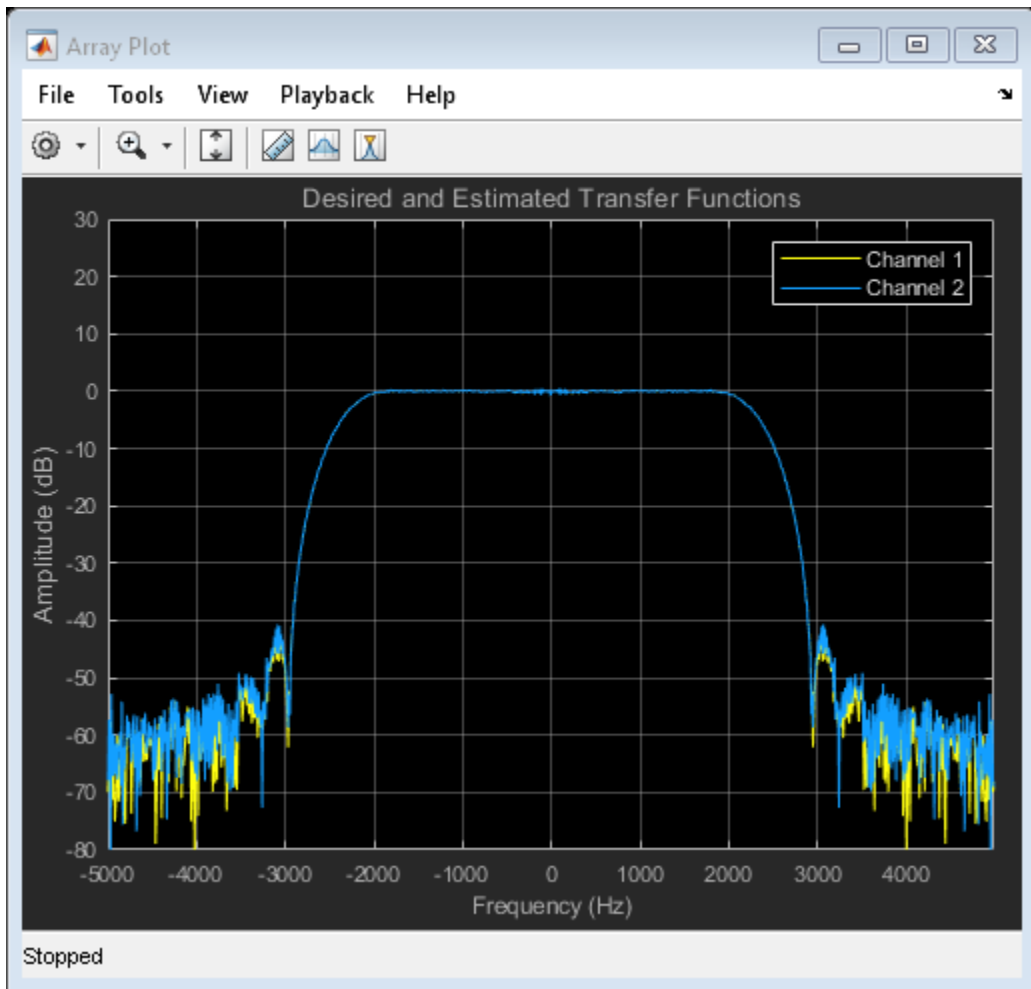 Array Plot
File Tools View Playback Help
Desired and Estimated Transfer Functions
Channel 1
Channel 2
30
20
10
0
-10
-20
-30
-40
-50
-60
-70
-80
Amplitude (dB)
-5000 -4000 -3000 -2000 -1000 0 1000 2000 3000 4000
Frequency (Hz)
Stopped